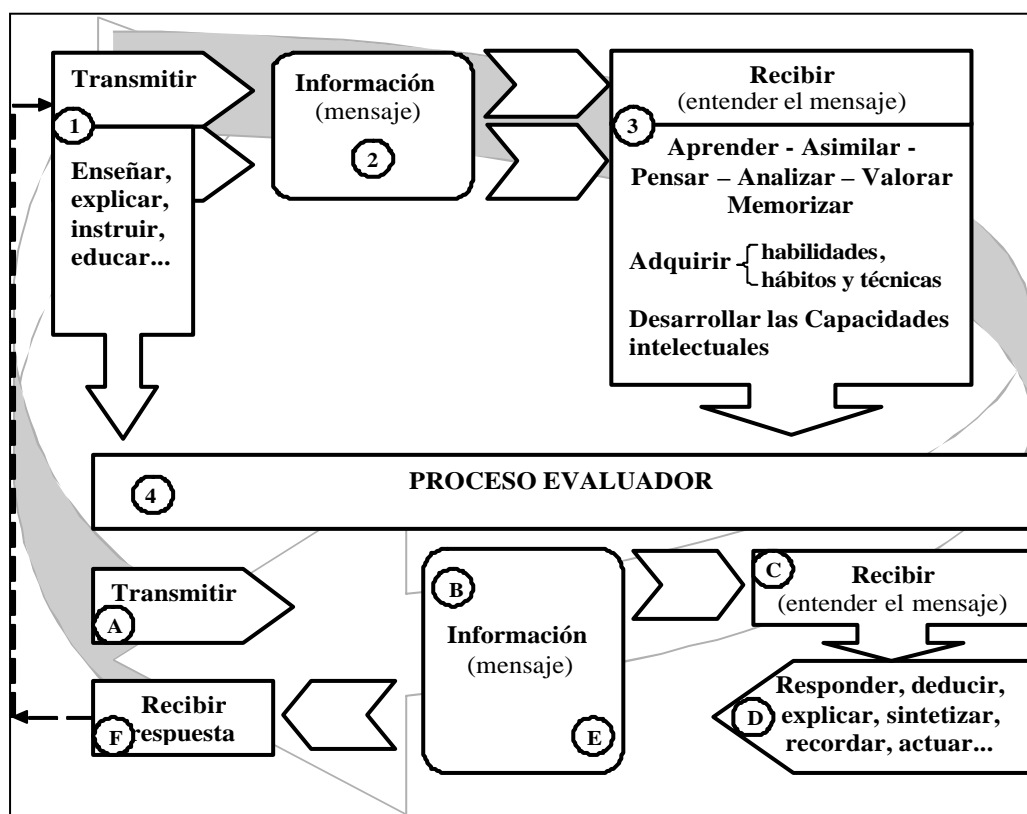 Transmitir
1
Enseñar,
explicar,
instruir,
educar...
Información
(mensaje)
2
Recibir
(entender el mensaje)
3
Aprender - Asimilar -
Pensar – Analizar – Valorar
Memorizar
Adquirir
habilidades,
hábitos y técnicas
Desarrollar las Capacidades
intelectuales
4
PROCESO EVALUADOR
Transmitir
A
B
Información
(mensaje)
E
C
Recibir
(entender el mensaje)
Responder, deducir,
D
explicar, sintetizar,
recordar, actuar...
Recibir
F
respuesta